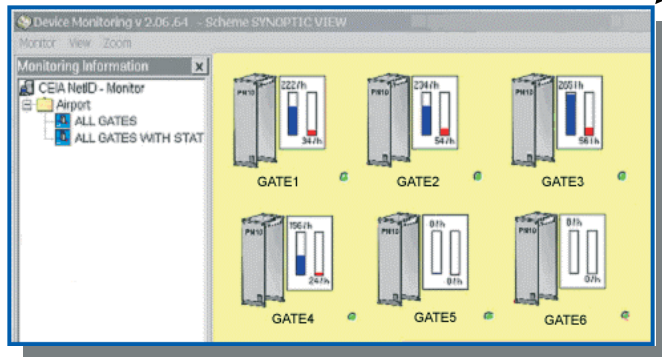 Device Monitoring v 2.06.64 - Scheme SYNOPTIC VIEW
Monitor View Zoom
Monitoring Information x
CEIA NetID - Monitor
Airport
ALL GATES
ALL GATES WITH STAT
PM10 222/h 34/h
GATE1
PM10 234/h 54/h
GATE2
PM10 265/h 56/h
GATE3
PM10 156/h 24/h
GATE4
PM10 0/h 0/h
GATE5
PM10 0/h 0/h
GATE6